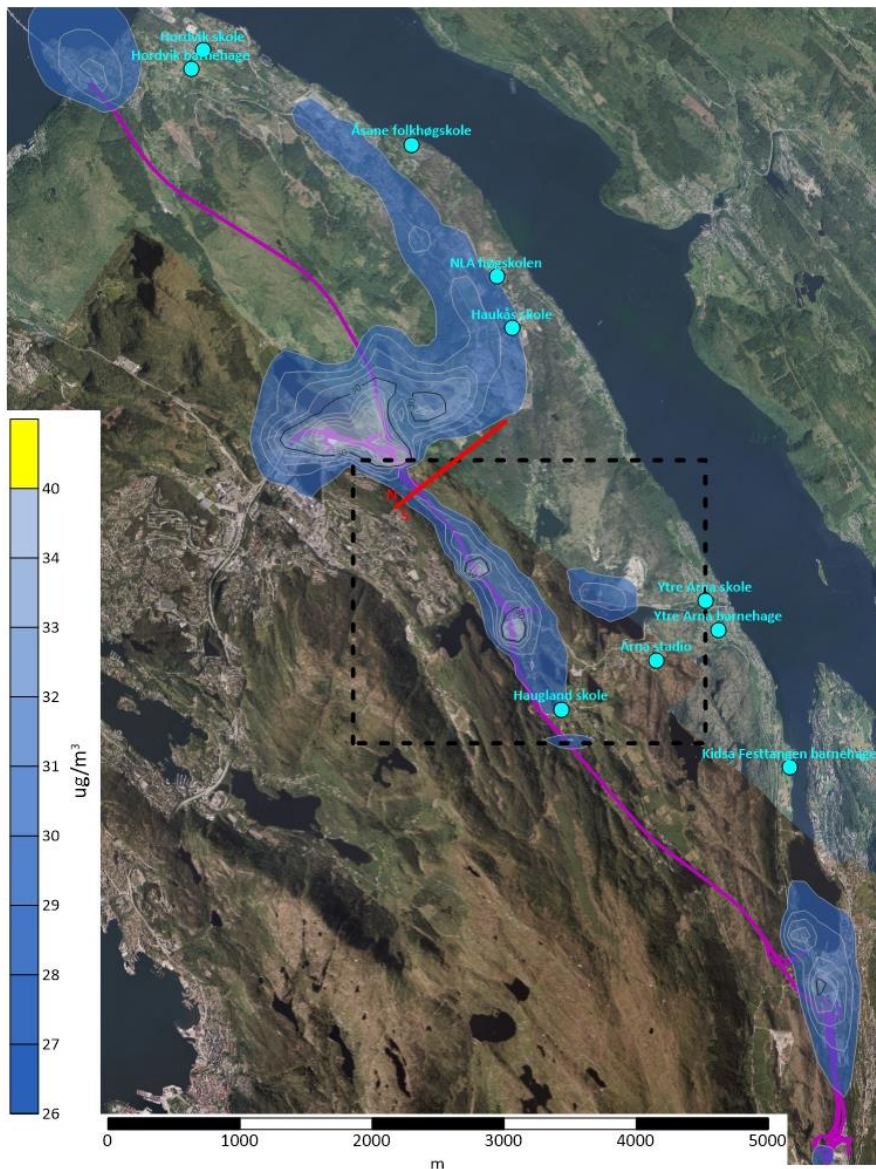 Hordvik skole
Hordvik barnehage
Åsane folkhøgskole
NLA høgskolen
Haukås skole
N
S
Ytre Arna skole
Ytre Arna barnehage
Arna stadio
Haugland skole
Kidsa Festtangen barnehage
40
34
33
32
31
30
29
28
27
26
ug/m³
0 1000 2000 3000 4000 5000
m